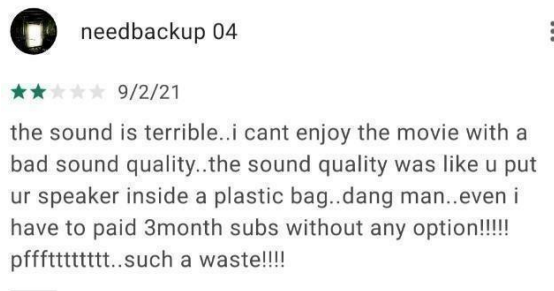 needbackup 04
9/2/21
the sound is terrible..i cant enjoy the movie with a
bad sound quality..the sound quality was like u put
ur speaker inside a plastic bag..dang man..even i
have to paid 3month subs without any option!!!!!
pfffttttttttt..such a waste!!!!